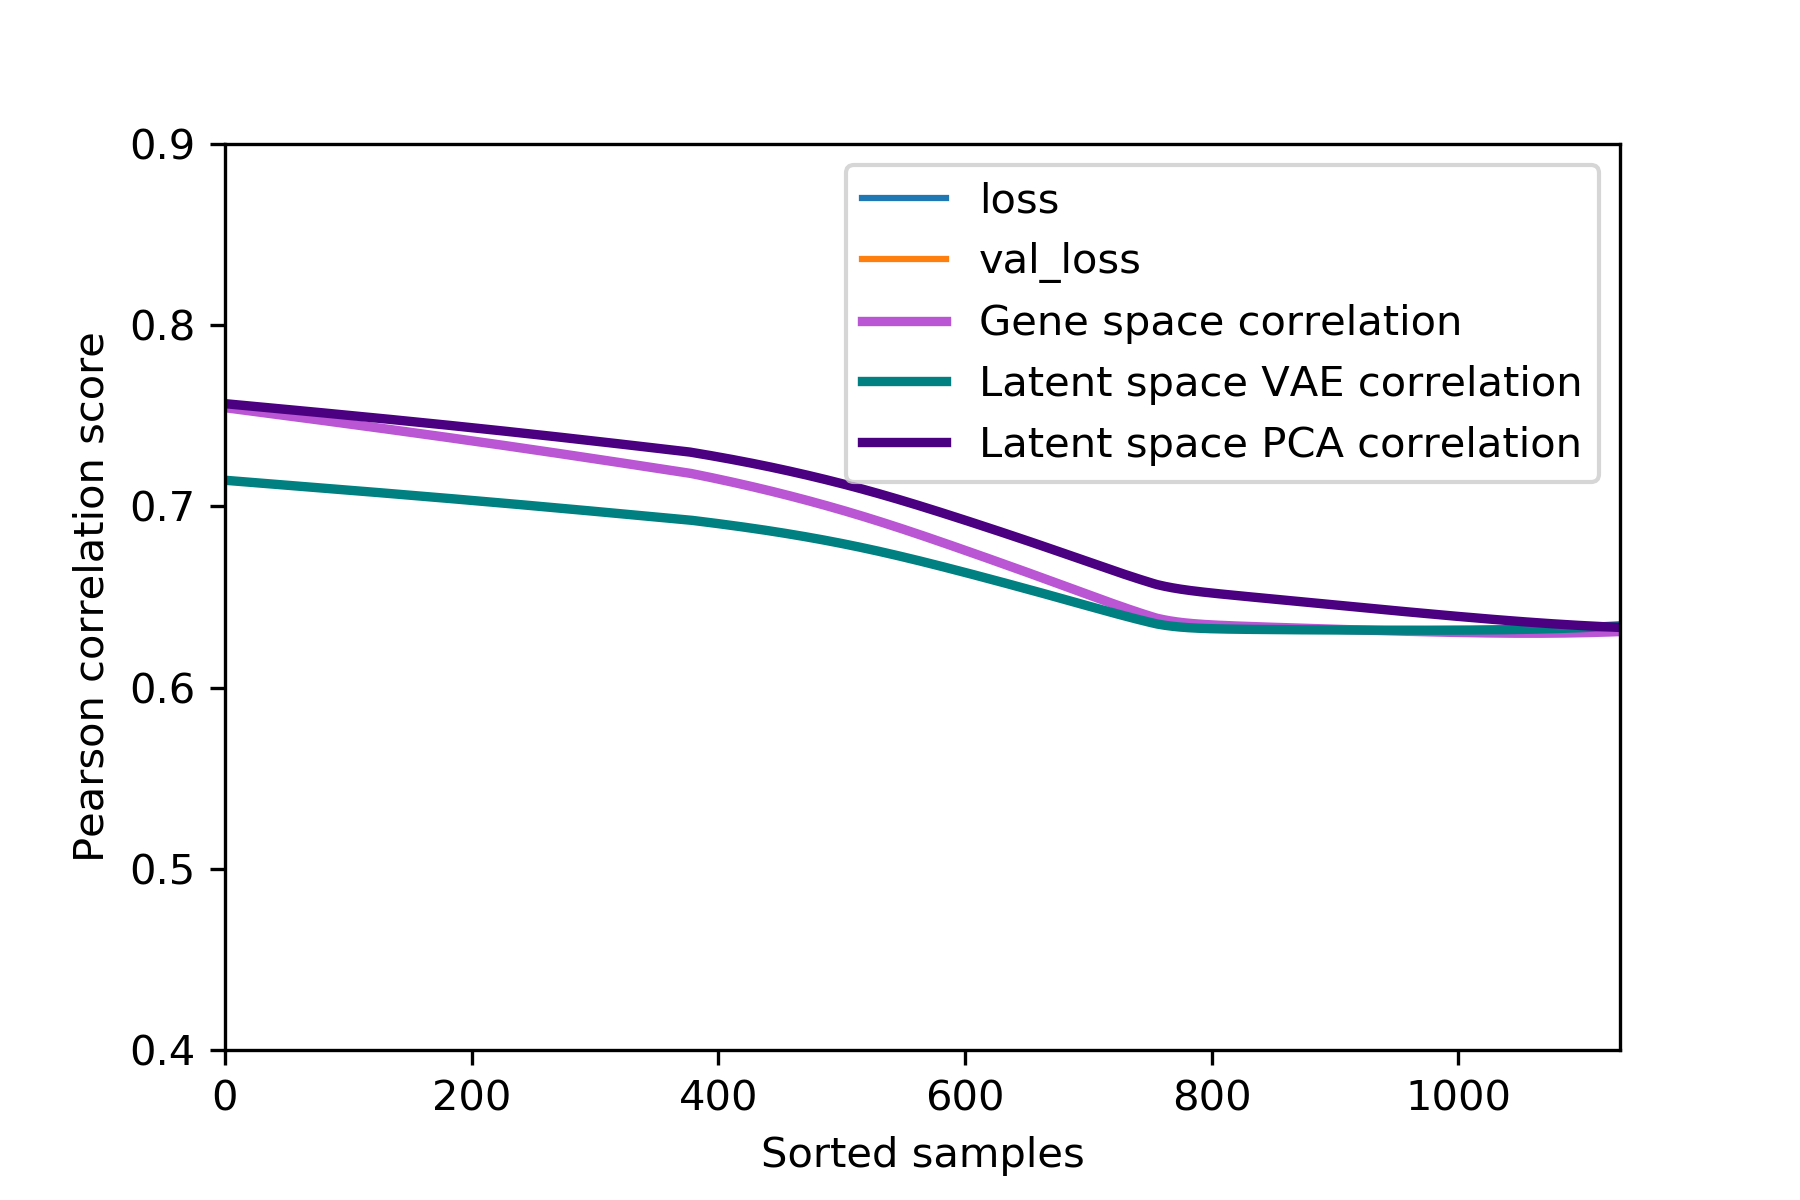 0.9
0.8
0.7
0.6
0.5
0.4
Pearson correlation score
loss
val_loss
Gene space correlation
Latent space VAE correlation
Latent space PCA correlation
0 200 400 600 800 1000
Sorted samples